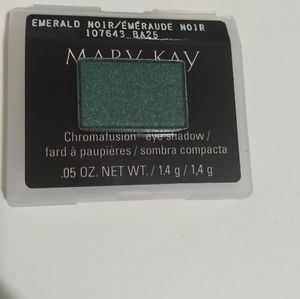 EMERALD NOIR/ÉMÉRAUDE NOIR
107643 BA25
MARY KAY
Chromafusion eye shadow /
fard à paupières / sombra compacta
.05 OZ. NET WT. / 1.4 g / 1,4 g